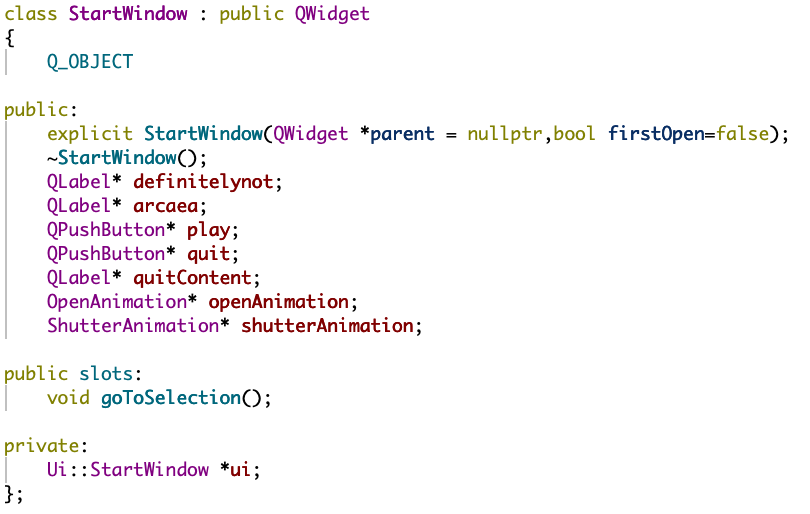 class StartWindow : public QWidget
{
    Q_OBJECT

public:
    explicit StartWindow(QWidget *parent = nullptr,bool firstOpen=false);
    ~StartWindow();
    QLabel* definitelynot;
    QLabel* arcaea;
    QPushButton* play;
    QPushButton* quit;
    QLabel* quitContent;
    OpenAnimation* openAnimation;
    ShutterAnimation* shutterAnimation;

public slots:
    void goToSelection();

private:
    Ui::StartWindow *ui;
};